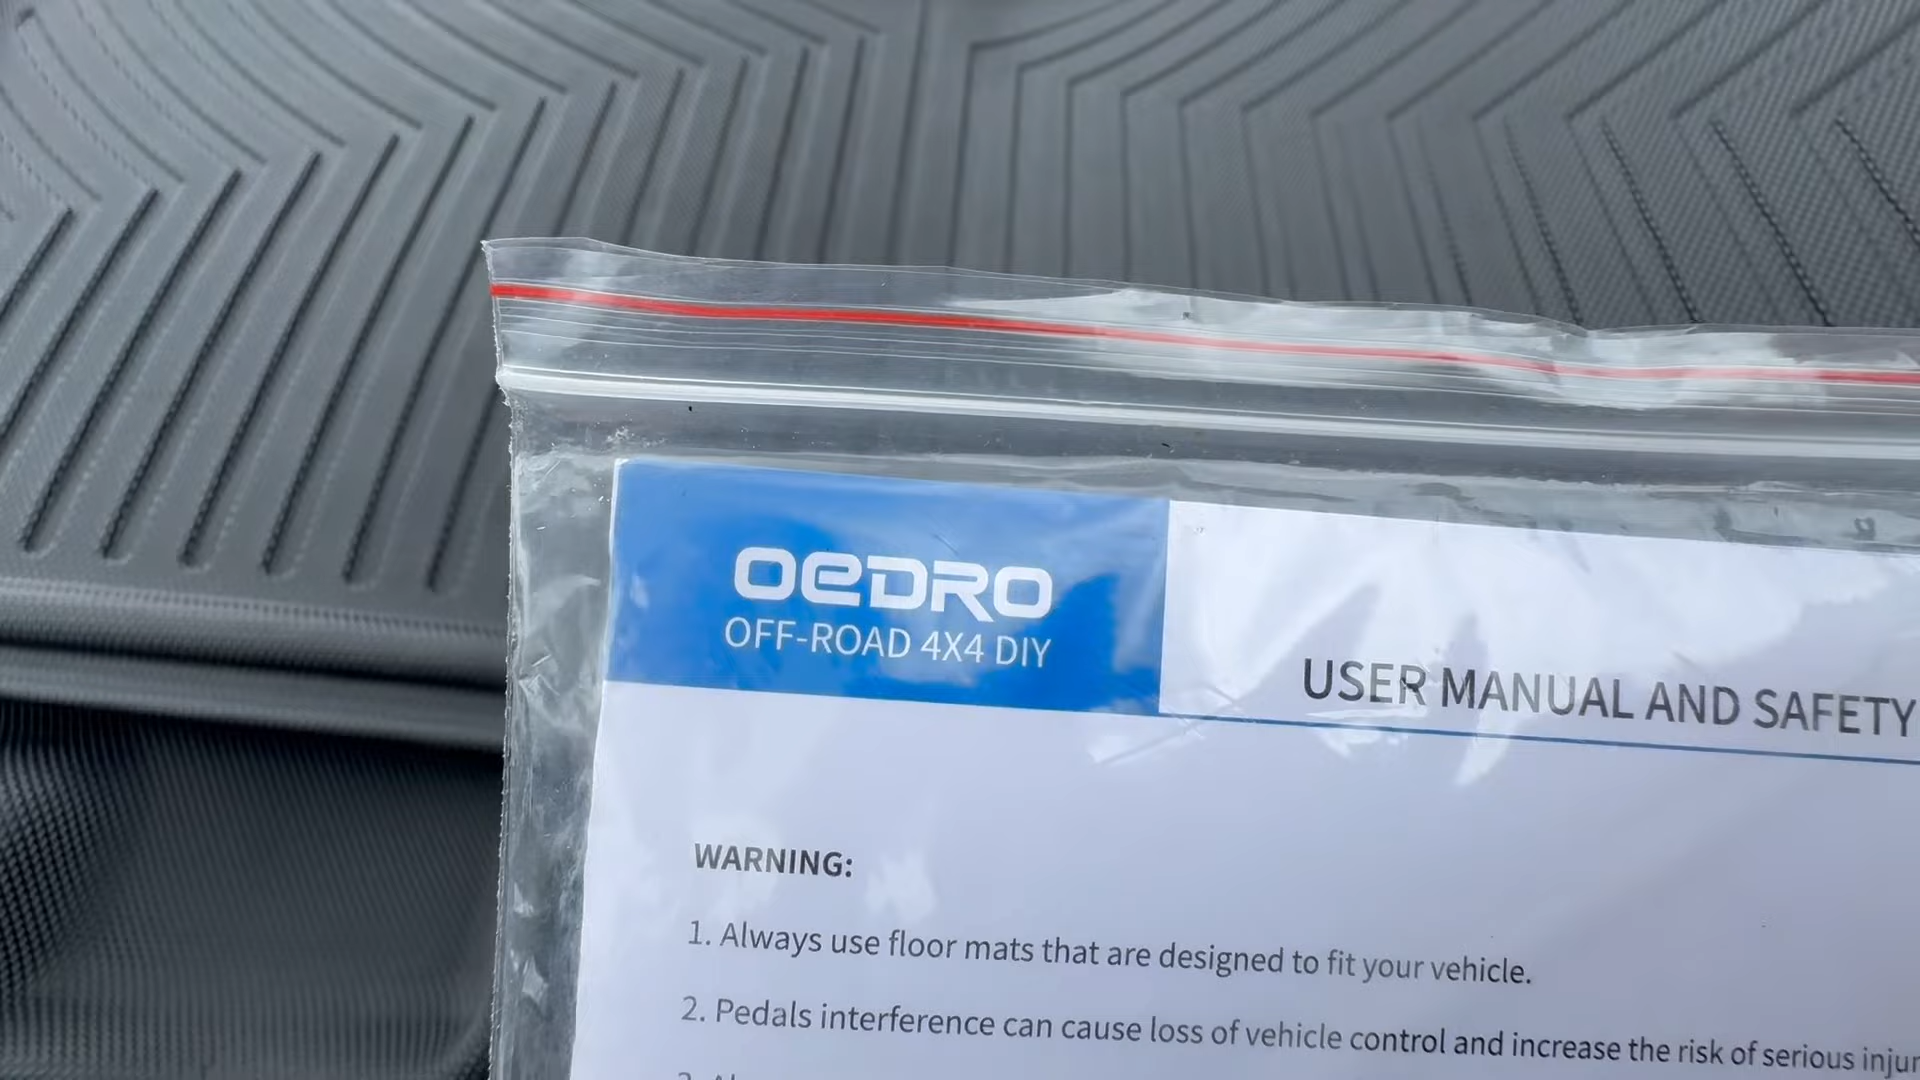 OEDRO
OFF-ROAD 4X4 DIY
USER MANUAL AND SAFETY
WARNING:
1. Always use floor mats that are designed to fit your vehicle.
2. Pedals interference can cause loss of vehicle control and increase the risk of serious injur